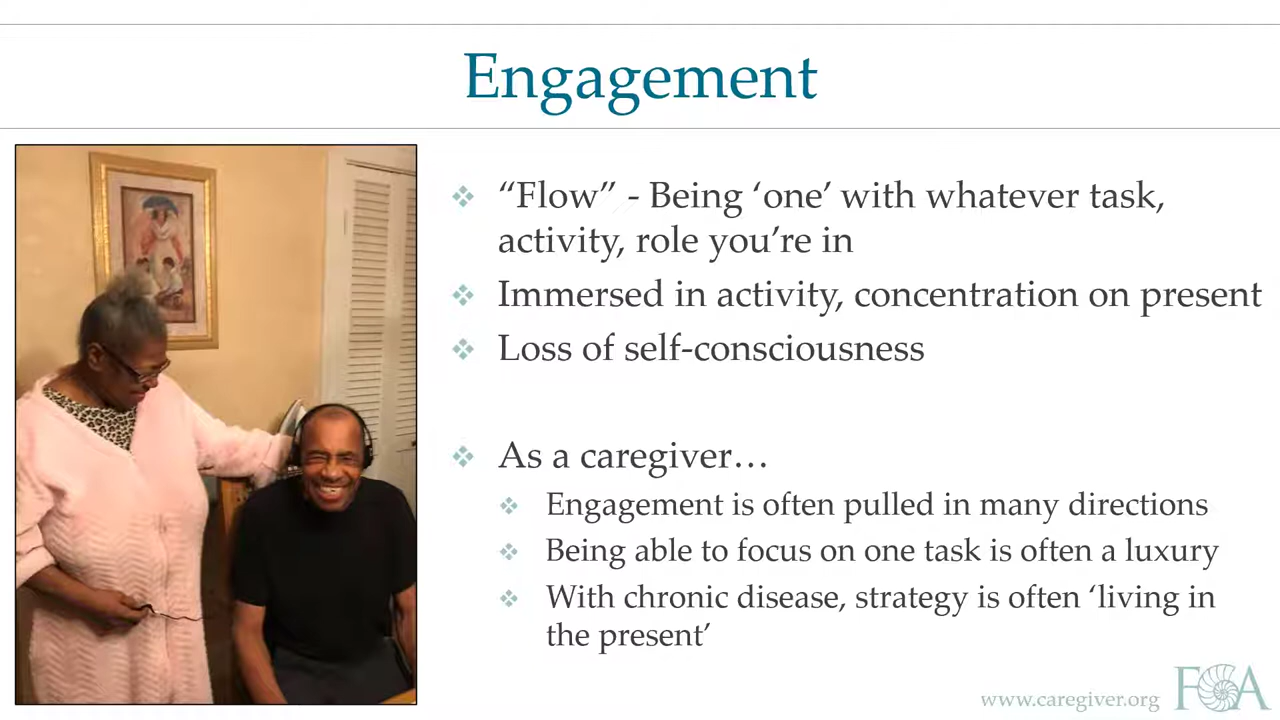 Engagement
“Flow” - Being ‘one’ with whatever task,
activity, role you’re in
Immersed in activity, concentration on present
Loss of self-consciousness
As a caregiver…
Engagement is often pulled in many directions
Being able to focus on one task is often a luxury
With chronic disease, strategy is often ‘living in
the present’
www.caregiver.org FCA